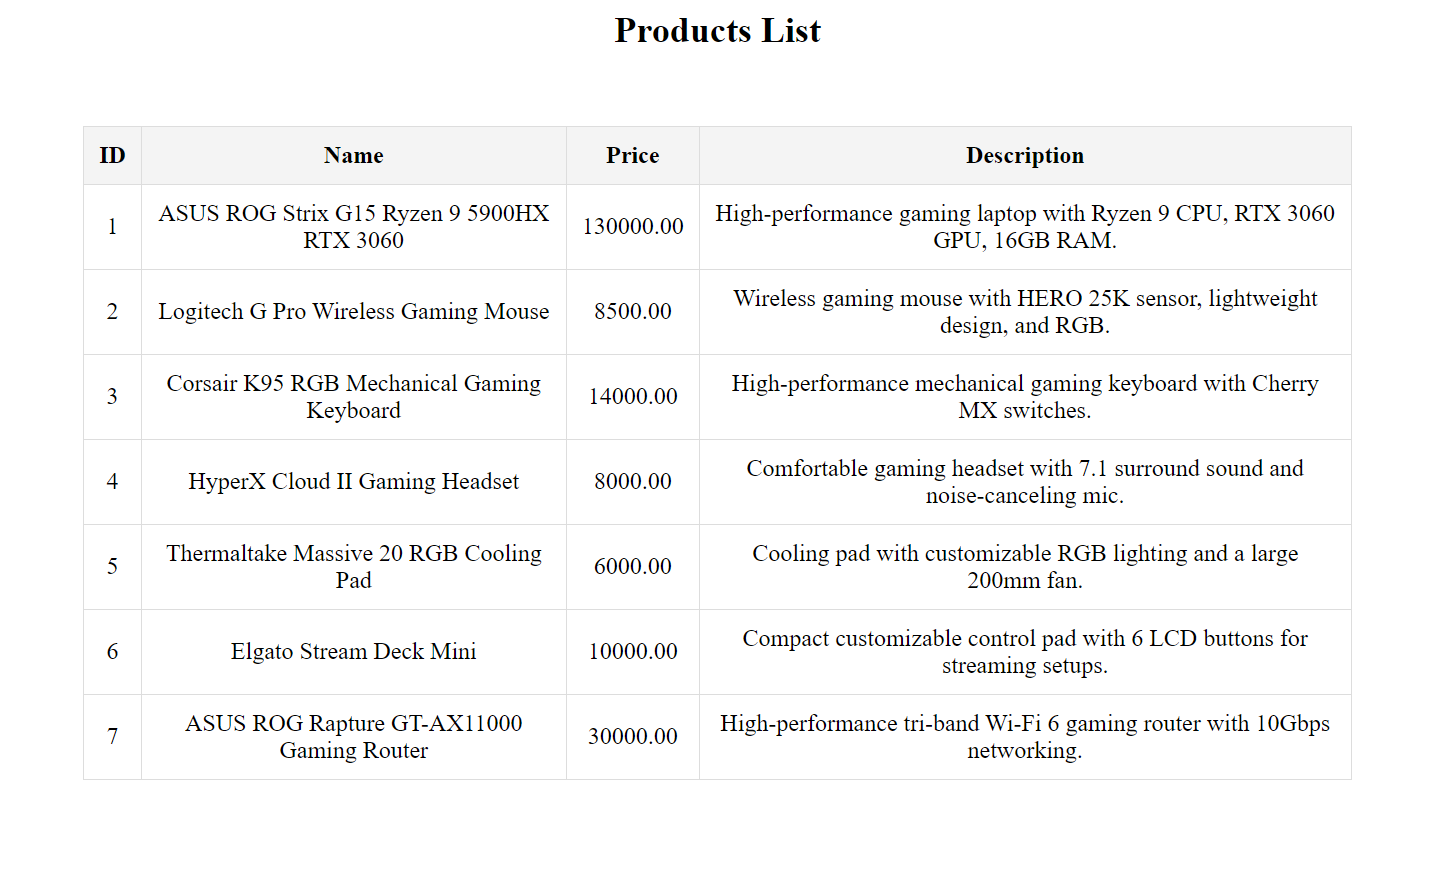 Products List
ID Name Price Description
1 ASUS ROG Strix G15 Ryzen 9 5900HX
RTX 3060 130000.00 High-performance gaming laptop with Ryzen 9 CPU, RTX 3060
GPU, 16GB RAM.
2 Logitech G Pro Wireless Gaming Mouse 8500.00 Wireless gaming mouse with HERO 25K sensor, lightweight
design, and RGB.
3 Corsair K95 RGB Mechanical Gaming
Keyboard 14000.00 High-performance mechanical gaming keyboard with Cherry
MX switches.
4 HyperX Cloud II Gaming Headset 8000.00 Comfortable gaming headset with 7.1 surround sound and
noise-canceling mic.
5 Thermaltake Massive 20 RGB Cooling
Pad 6000.00 Cooling pad with customizable RGB lighting and a large
200mm fan.
6 Elgato Stream Deck Mini 10000.00 Compact customizable control pad with 6 LCD buttons for
streaming setups.
7 ASUS ROG Rapture GT-AX11000
Gaming Router 30000.00 High-performance tri-band Wi-Fi 6 gaming router with 10Gbps
networking.